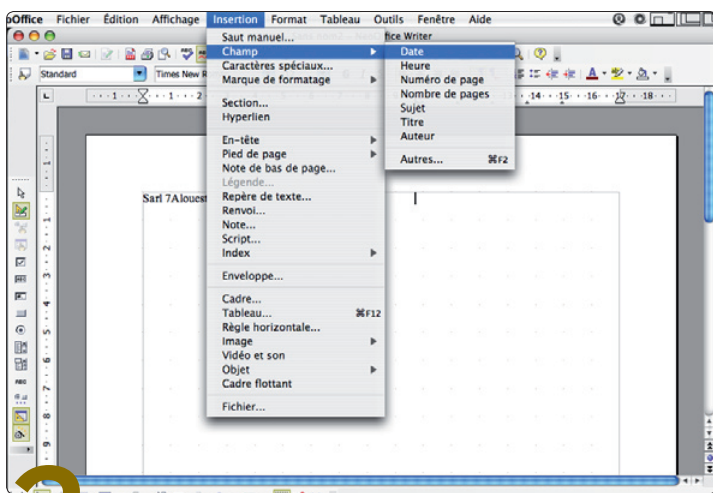 oOffice Fichier Édition Affichage Insertion Format Tableau Outils Fenêtre Aide
ffice Writer
Standard
Times New R
Saut manuel...
Champ
Caractères spéciaux...
Marque de formatage
Section...
Hyperlien
En-tête
Pied de page
Note de bas de page...
Légende...
Repère de texte...
Renvoi...
Note...
Script...
Index
Enveloppe...
Cadre...
Tableau... ⌘F12
Règle horizontale...
Image
Vidéo et son
Objet
Cadre flottant
Fichier...
Date
Heure
Numéro de page
Nombre de pages
Sujet
Titre
Auteur
Autres... ⌘F2
Sarl 7Alouest